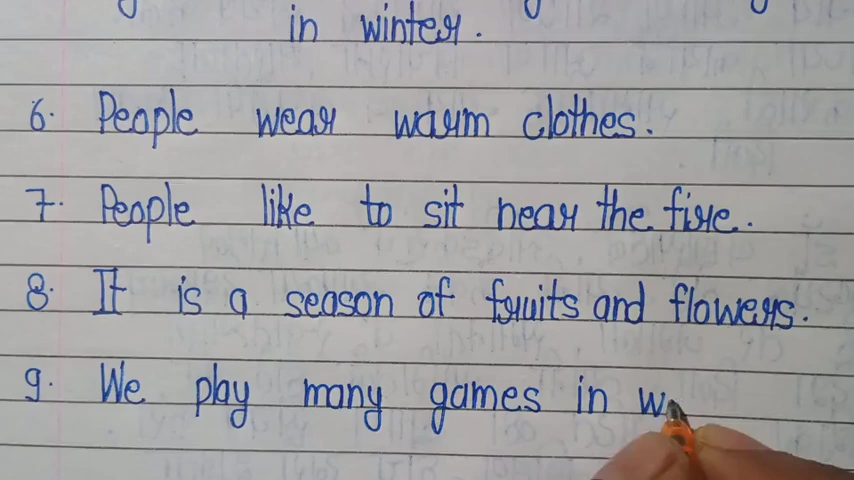 in winter.
6. People wear warm clothes.
7. People like to sit near the fire.
8. It is a season of fruits and flowers.
9. We play many games in w